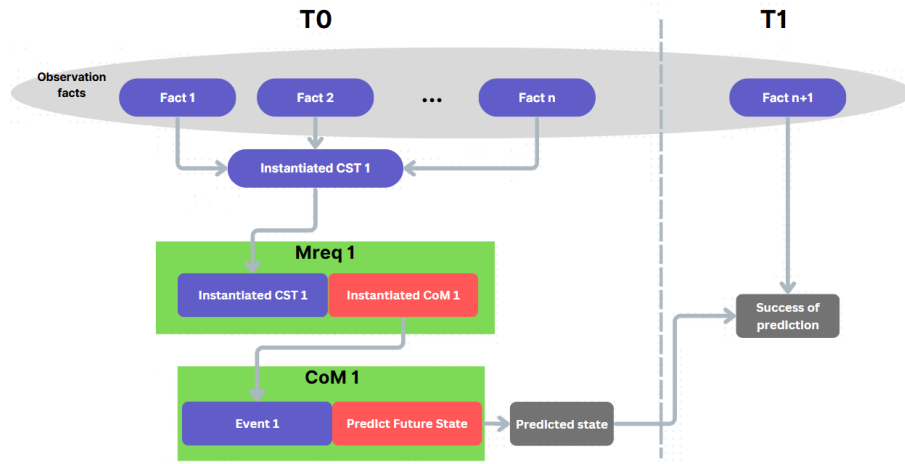 T0
T1
Observation
facts
Fact 1
Fact 2
...
Fact n
Fact n+1
Instantiated CST 1
Mreq 1
Instantiated CST 1
Instantiated CoM 1
Success of
prediction
CoM 1
Event 1
Predict Future State
Predicted state